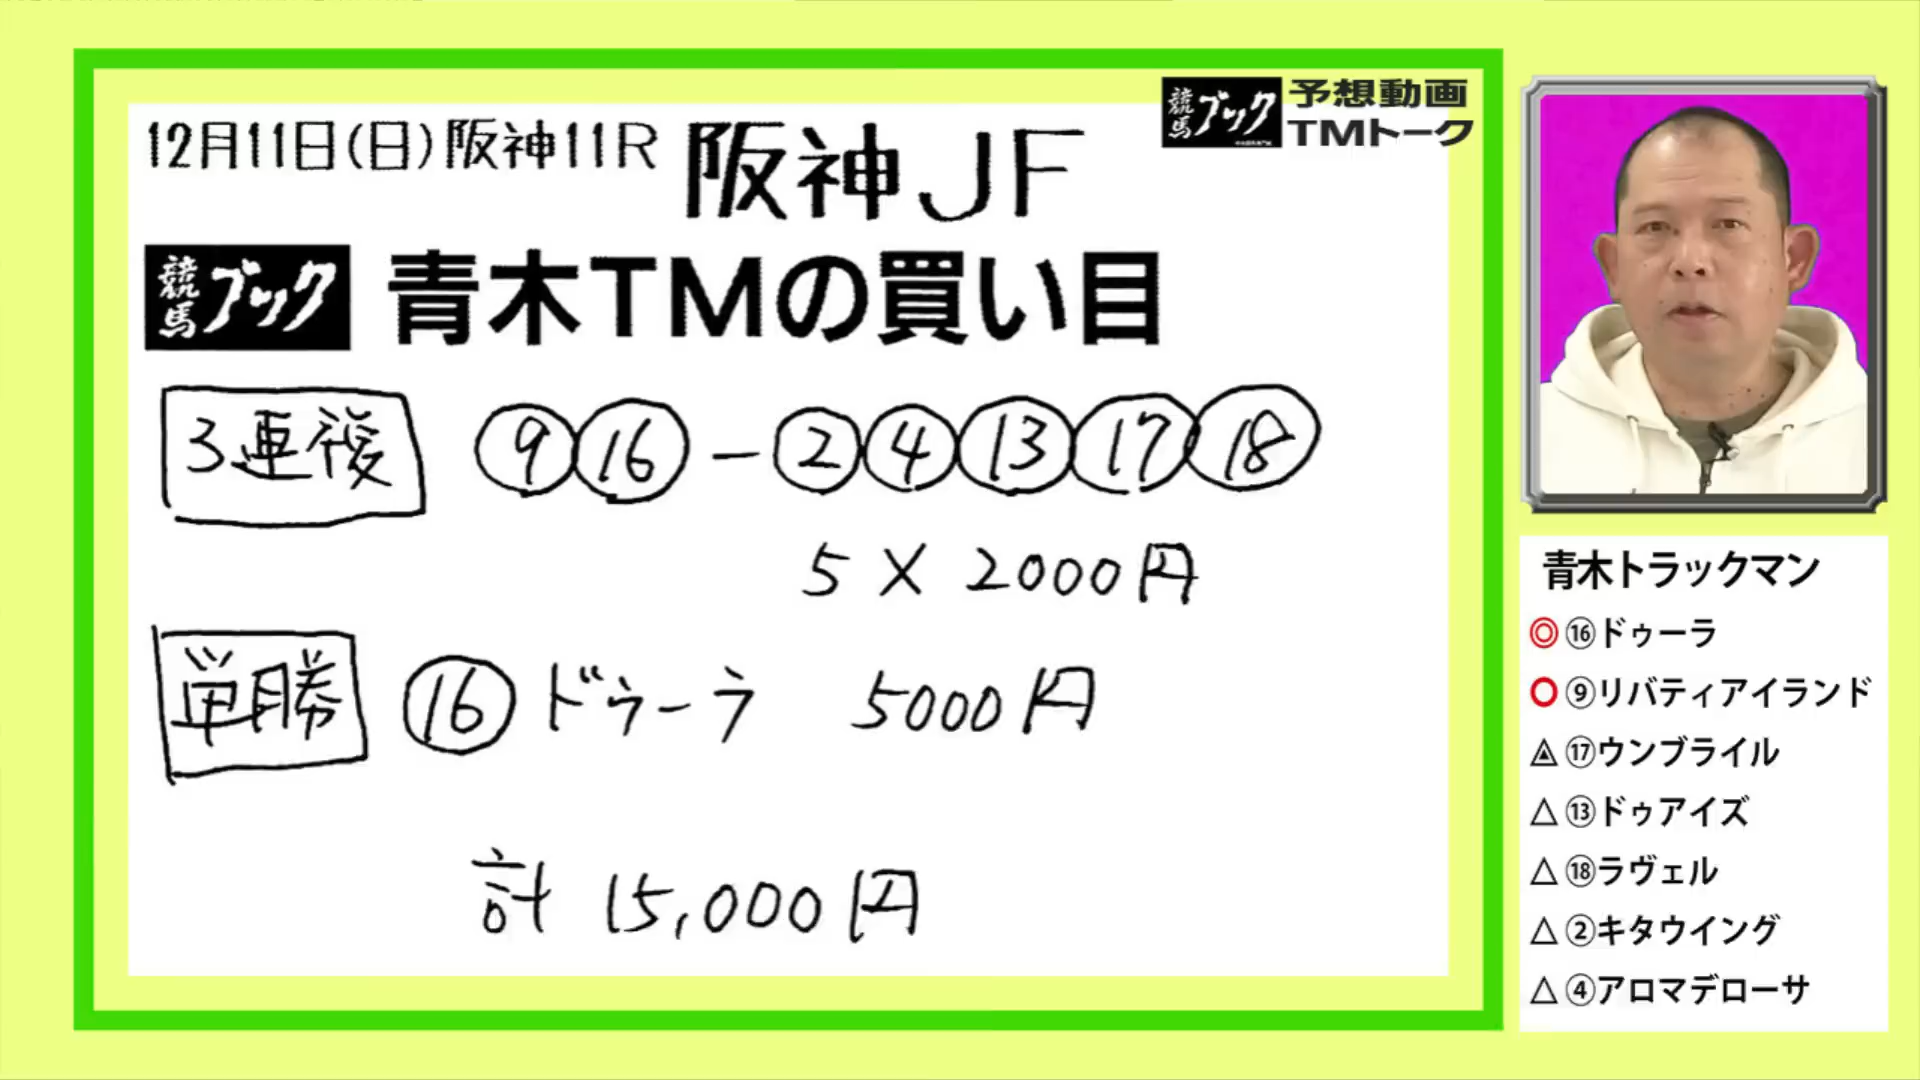 競馬ブック 予想動画
TMトーク
12月11日(日)阪神11R 阪神JF
競馬ブック 青木TMの買い目
3連複 ⑨⑯-②④⑬⑰⑱
5×2000円
単勝 ⑯ドゥーラ 5000円
計 15,000円
青木トラックマン
◎⑯ドゥーラ
○⑨リバティアイランド
▲⑰ウンブライル
△⑬ドゥアイズ
△⑱ラヴェル
△②キタウイング
△④アロマデローサ